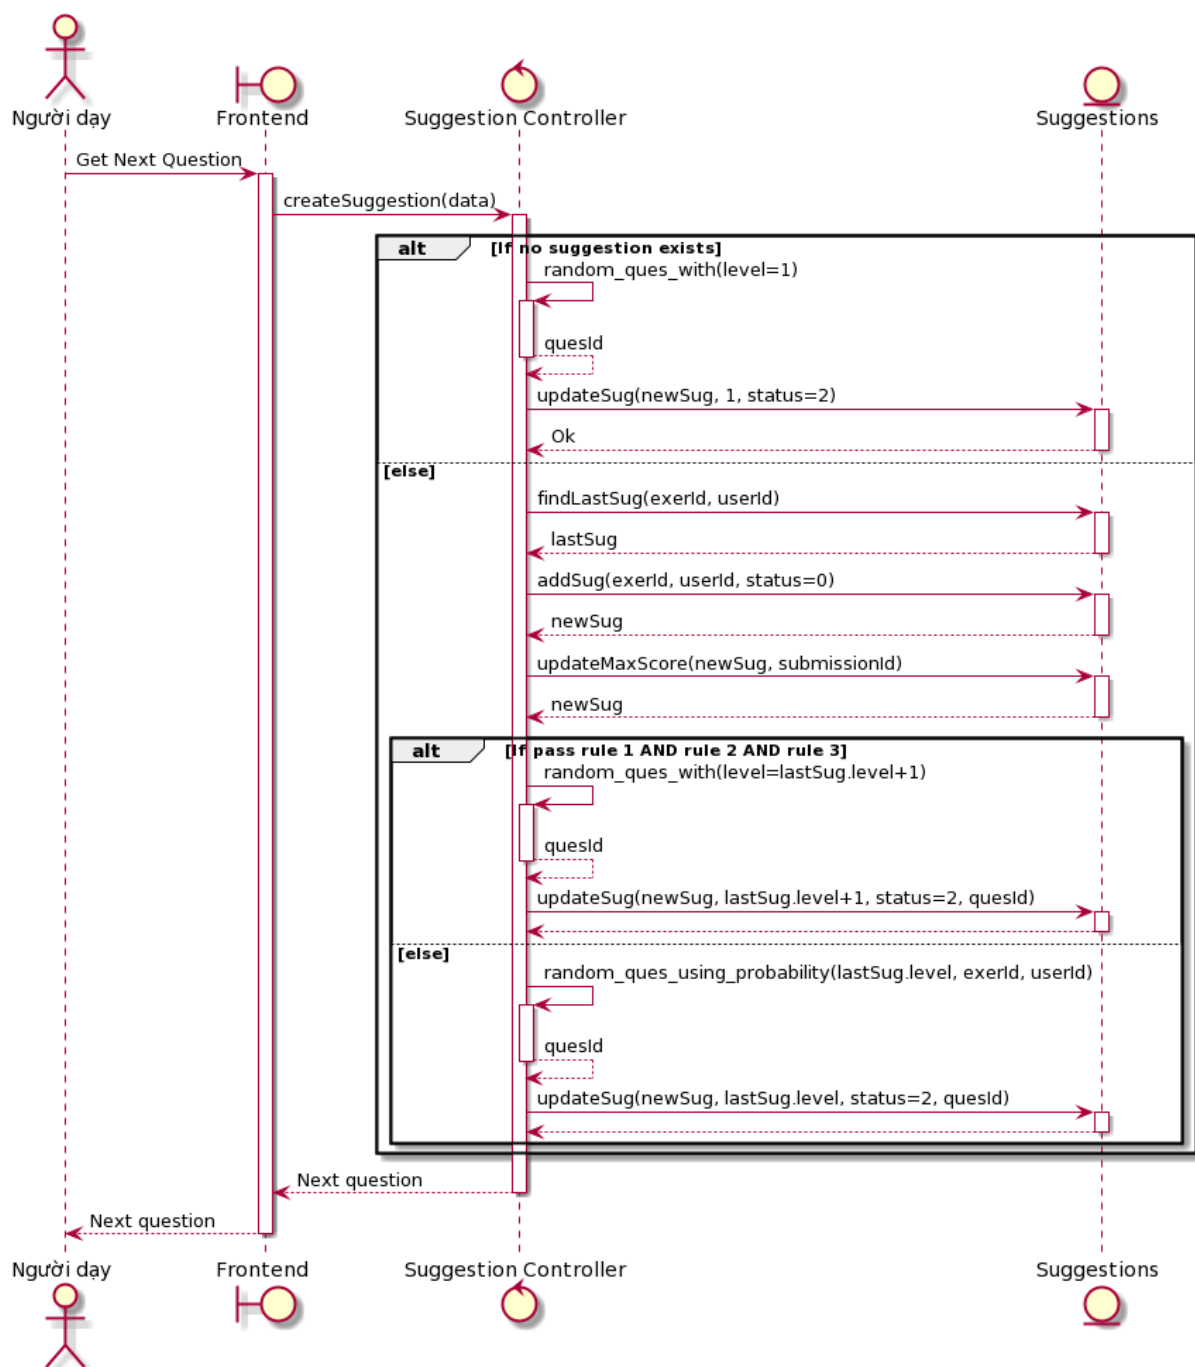 Người dạy
Frontend
Suggestion Controller
Suggestions
Get Next Question
createSuggestion(data)
alt
[If no suggestion exists]
random_ques_with(level=1)
quesId
updateSug(newSug, 1, status=2)
Ok
[else]
findLastSug(exerId, userId)
lastSug
addSug(exerId, userId, status=0)
newSug
updateMaxScore(newSug, submissionId)
newSug
alt
[If pass rule 1 AND rule 2 AND rule 3]
random_ques_with(level=lastSug.level+1)
quesId
updateSug(newSug, lastSug.level+1, status=2, quesId)
[else]
random_ques_using_probability(lastSug.level, exerId, userId)
quesId
updateSug(newSug, lastSug.level, status=2, quesId)
Next question
Next question
Người dạy
Frontend
Suggestion Controller
Suggestions